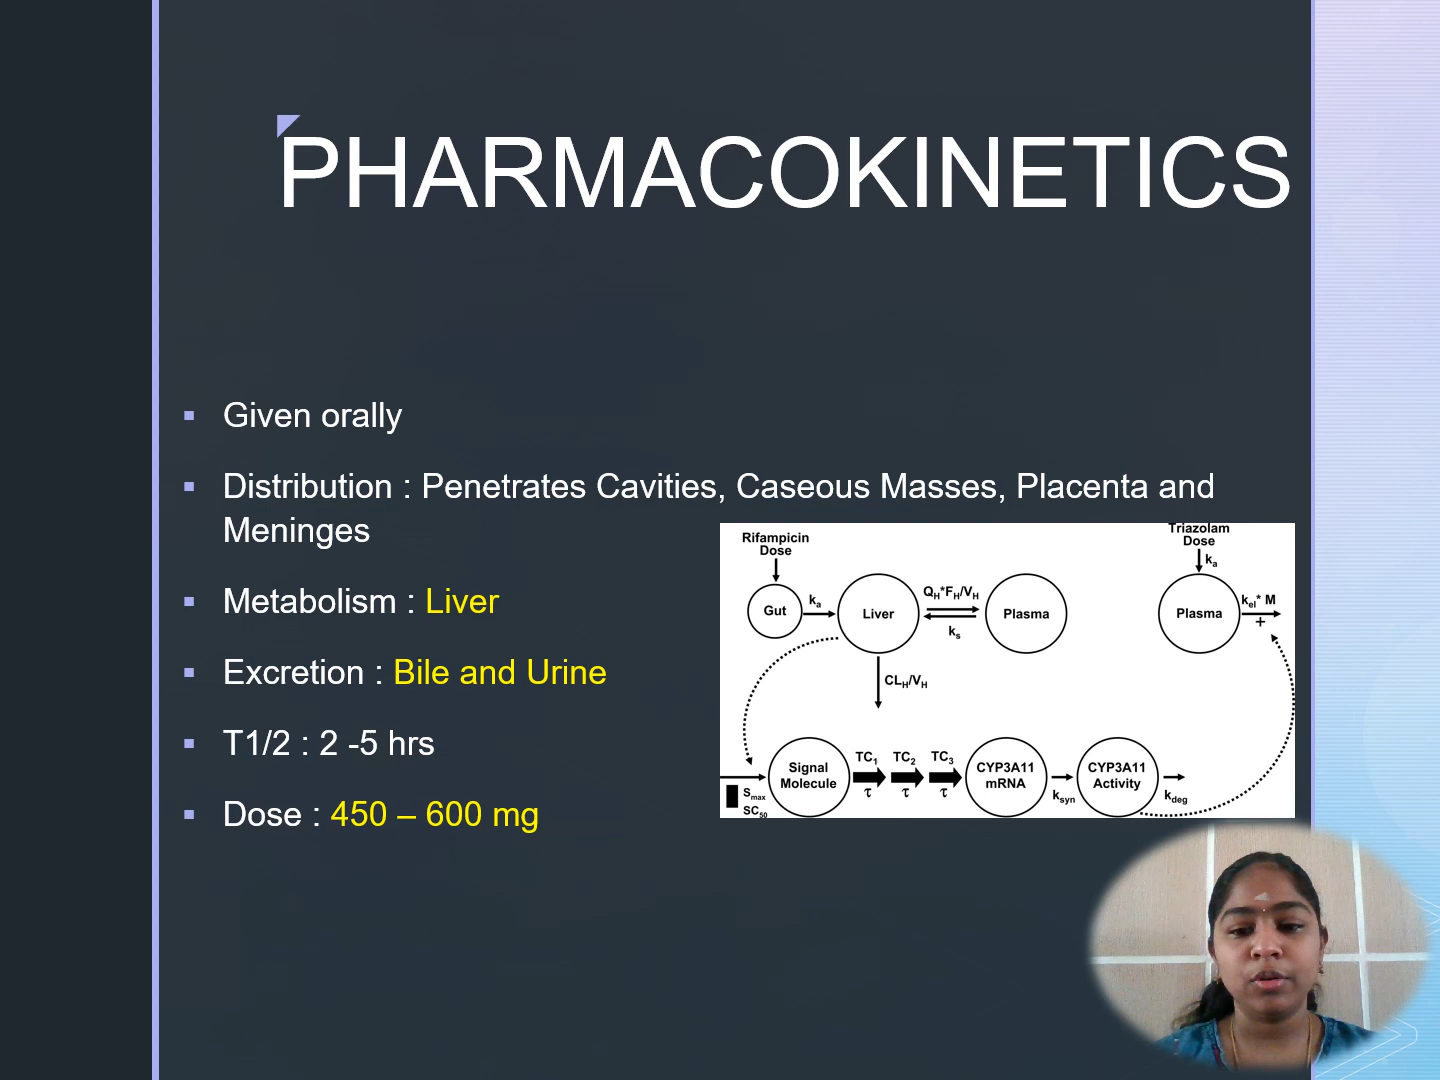 PHARMACOKINETICS
▪ Given orally
▪ Distribution : Penetrates Cavities, Caseous Masses, Placenta and
Meninges
▪ Metabolism : Liver
▪ Excretion : Bile and Urine
▪ T1/2 : 2 -5 hrs
▪ Dose : 450 – 600 mg
Rifampicin
Dose
Gut
ka
Liver
QH*FH/VH
ks
Plasma
CLH/VH
Triazolam
Dose
ka
Plasma
kel* M
+
Smax
SC50
Signal
Molecule
TC1 TC2 TC3
τ τ τ
CYP3A11
mRNA
ksyn
CYP3A11
Activity
kdeg